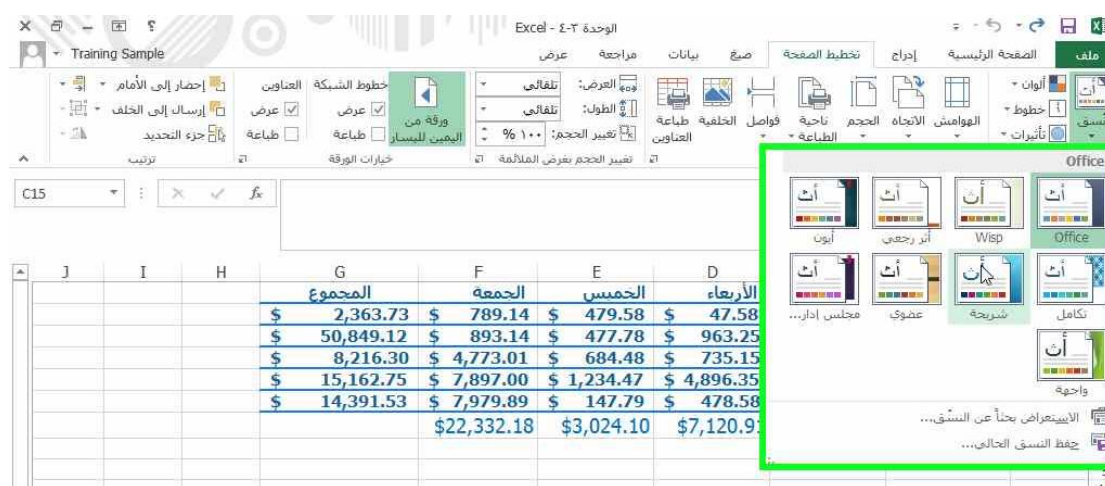 الوحدة ٣-٤ - Excel
Training Sample
ملف الصفحة الرئيسية إدراج تخطيط الصفحة صيغ بيانات مراجعة عرض
ألوان
خطوط
تأثيرات
الهوامش الاتجاه الحجم ناحية الطباعة فواصل الخلفية طباعة العناوين
العرض: تلقائي
الطول: تلقائي
تغيير الحجم: ١٠٠ %
ورقة من اليمين لليسار
خطوط الشبكة العناوين
عرض عرض
طباعة طباعة
إحضار إلى الأمام
إرسال إلى الخلف
جزء التحديد
تغيير الحجم بغرض الملائمة خيارات الورقة ترتيب
C15 fx
Office
Office Wisp أثر رجعي أيون
تكامل شريحة عضوي مجلس إدار...
واجهة
الاستعراض بحثاً عن النسّق...
حفظ النسق الحالي...
J I H G F E D
الأربعاء الخميس الجمعة المجموع
$ 2,363.73 $ 789.14 $ 479.58 $ 47.58
$ 50,849.12 $ 893.14 $ 477.78 $ 963.25
$ 8,216.30 $ 4,773.01 $ 684.48 $ 735.15
$ 15,162.75 $ 7,897.00 $ 1,234.47 $ 4,896.35
$ 14,391.53 $ 7,979.89 $ 147.79 $ 478.58
$22,332.18 $3,024.10